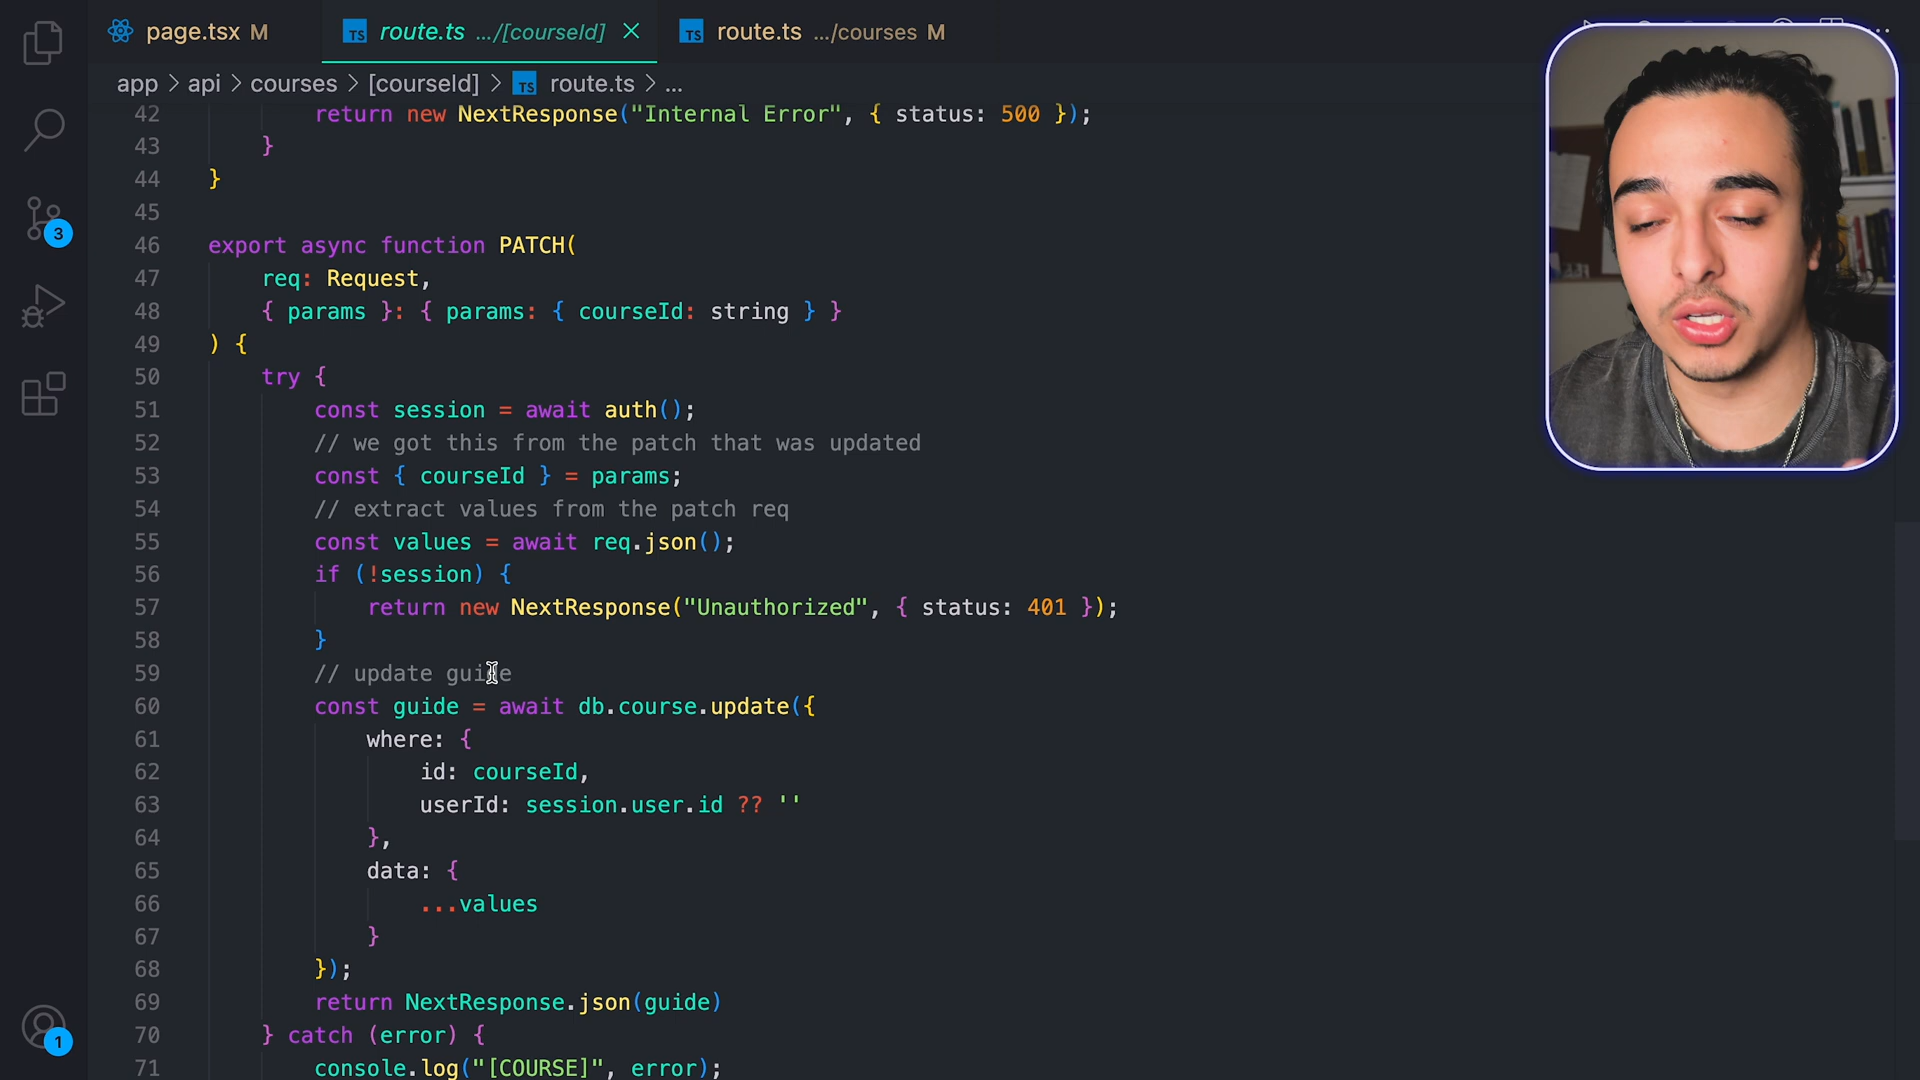 page.tsx M
TS route.ts .../[courseId]
TS route.ts .../courses M
app > api > courses > [courseId] > TS route.ts > ...
42 return new NextResponse("Internal Error", { status: 500 });
43 }
44 }
45
46 export async function PATCH(
47 req: Request,
48 { params }: { params: { courseId: string } }
49 ) {
50 try {
51 const session = await auth();
52 // we got this from the patch that was updated
53 const { courseId } = params;
54 // extract values from the patch req
55 const values = await req.json();
56 if (!session) {
57 return new NextResponse("Unauthorized", { status: 401 });
58 }
59 // update guide
60 const guide = await db.course.update({
61 where: {
62 id: courseId,
63 userId: session.user.id ?? ''
64 },
65 data: {
66 ...values
67 }
68 });
69 return NextResponse.json(guide)
70 } catch (error) {
71 console.log("[COURSE]", error);
3
1